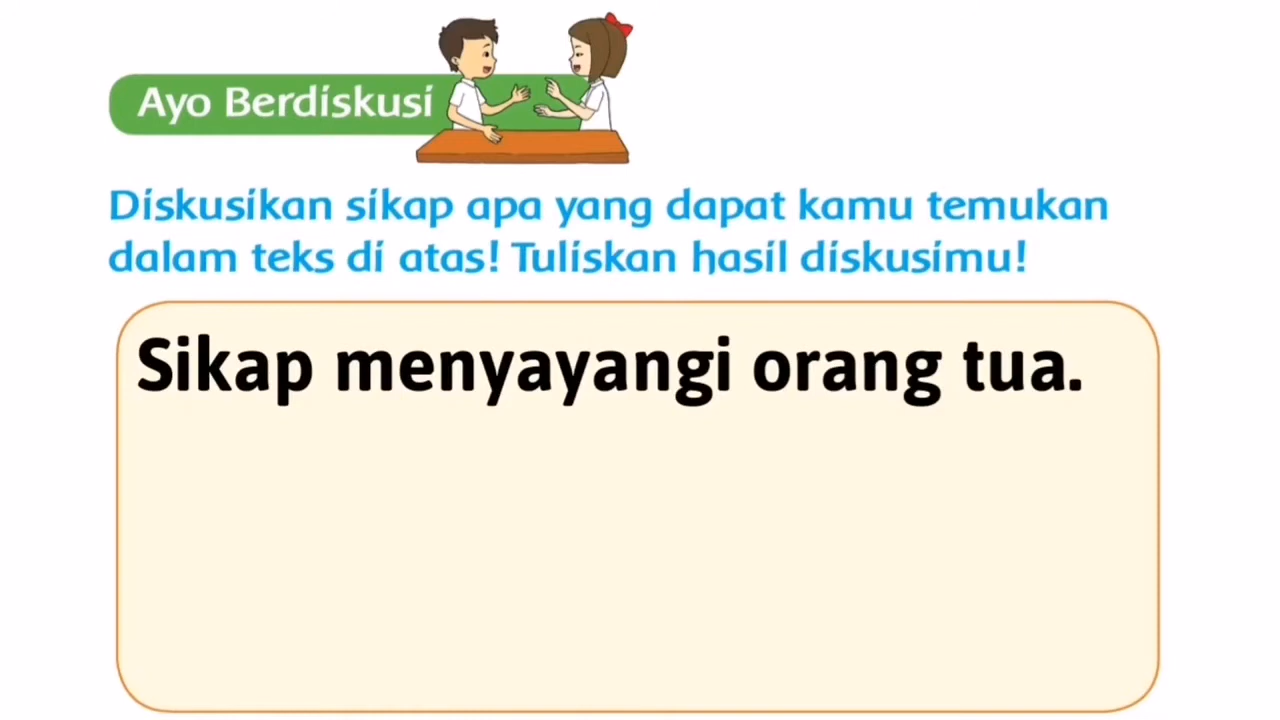 Ayo Berdiskusi
Diskusikan sikap apa yang dapat kamu temukan
dalam teks di atas! Tuliskan hasil diskusimu!
Sikap menyayangi orang tua.